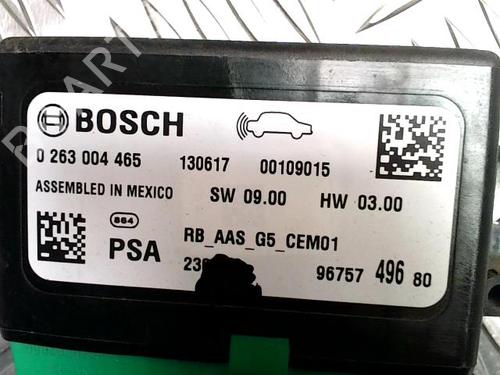 BOSCH
0 263 004 465 130617 00109015
ASSEMBLED IN MEXICO SW 09.00 HW 03.00
884
PSA RB_AAS_G5_CEM01
96757 496 80